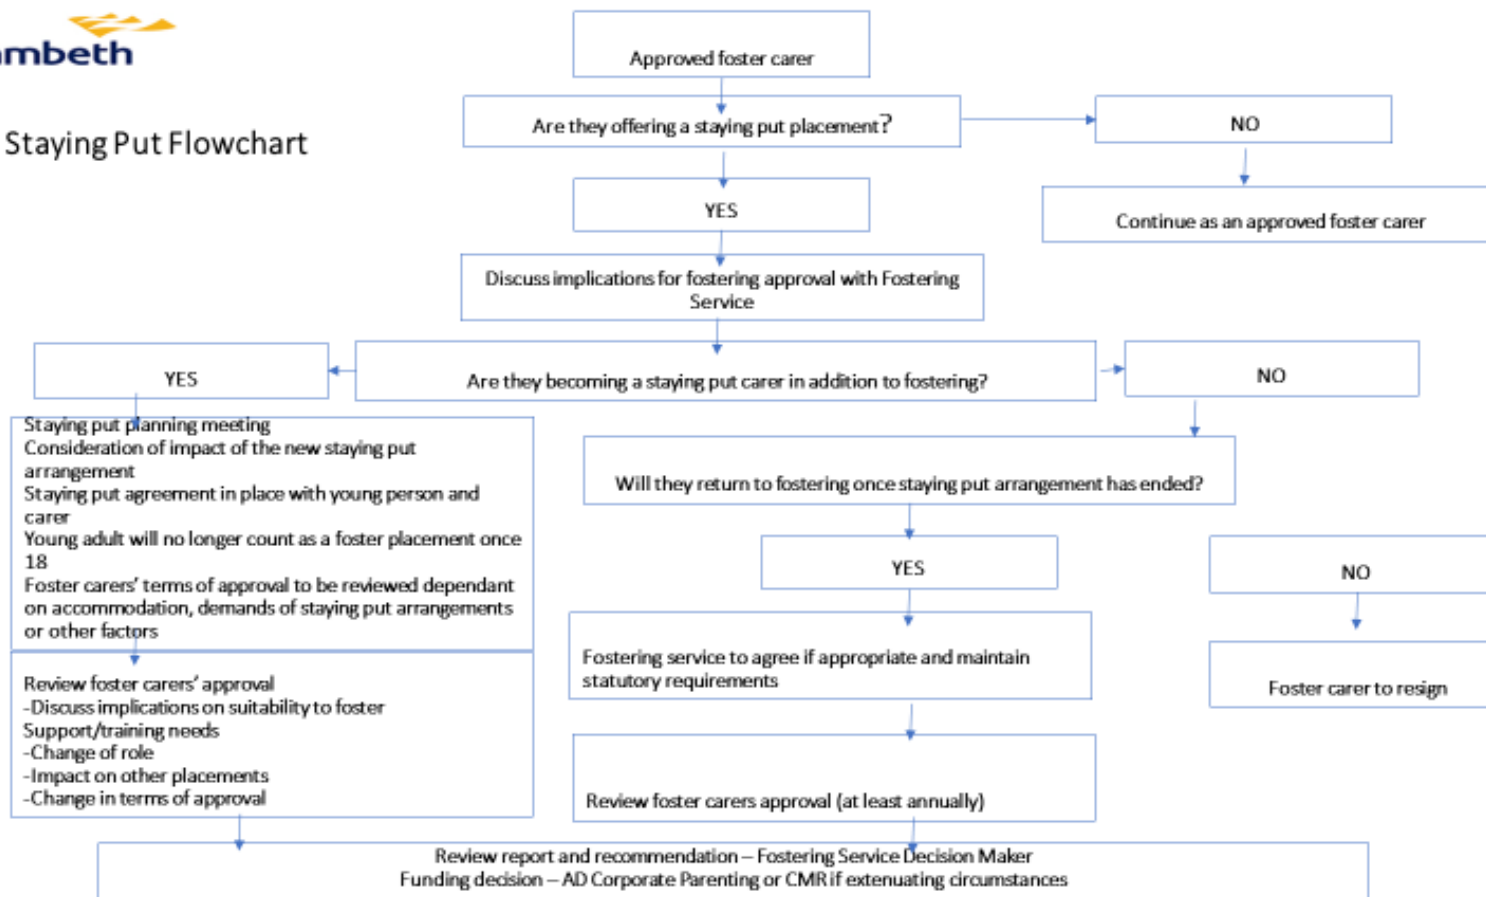 ambeth
Staying Put Flowchart
Approved foster carer
Are they offering a staying put placement?
NO
YES
Continue as an approved foster carer
Discuss implications for fostering approval with Fostering
Service
YES
Are they becoming a staying put carer in addition to fostering?
NO
Staying put planning meeting
Consideration of impact of the new staying put
arrangement
Staying put agreement in place with young person and
carer
Young adult will no longer count as a foster placement once
18
Foster carers' terms of approval to be reviewed dependant
on accommodation, demands of staying put arrangements
or other factors
Review foster carers' approval
-Discuss implications on suitability to foster
Support/training needs
-Change of role
-Impact on other placements
-Change in terms of approval
Will they return to fostering once staying put arrangement has ended?
YES
NO
Fostering service to agree if appropriate and maintain
statutory requirements
Foster carer to resign
Review foster carers approval (at least annually)
Review report and recommendation – Fostering Service Decision Maker
Funding decision – AD Corporate Parenting or CMR if extenuating circumstances